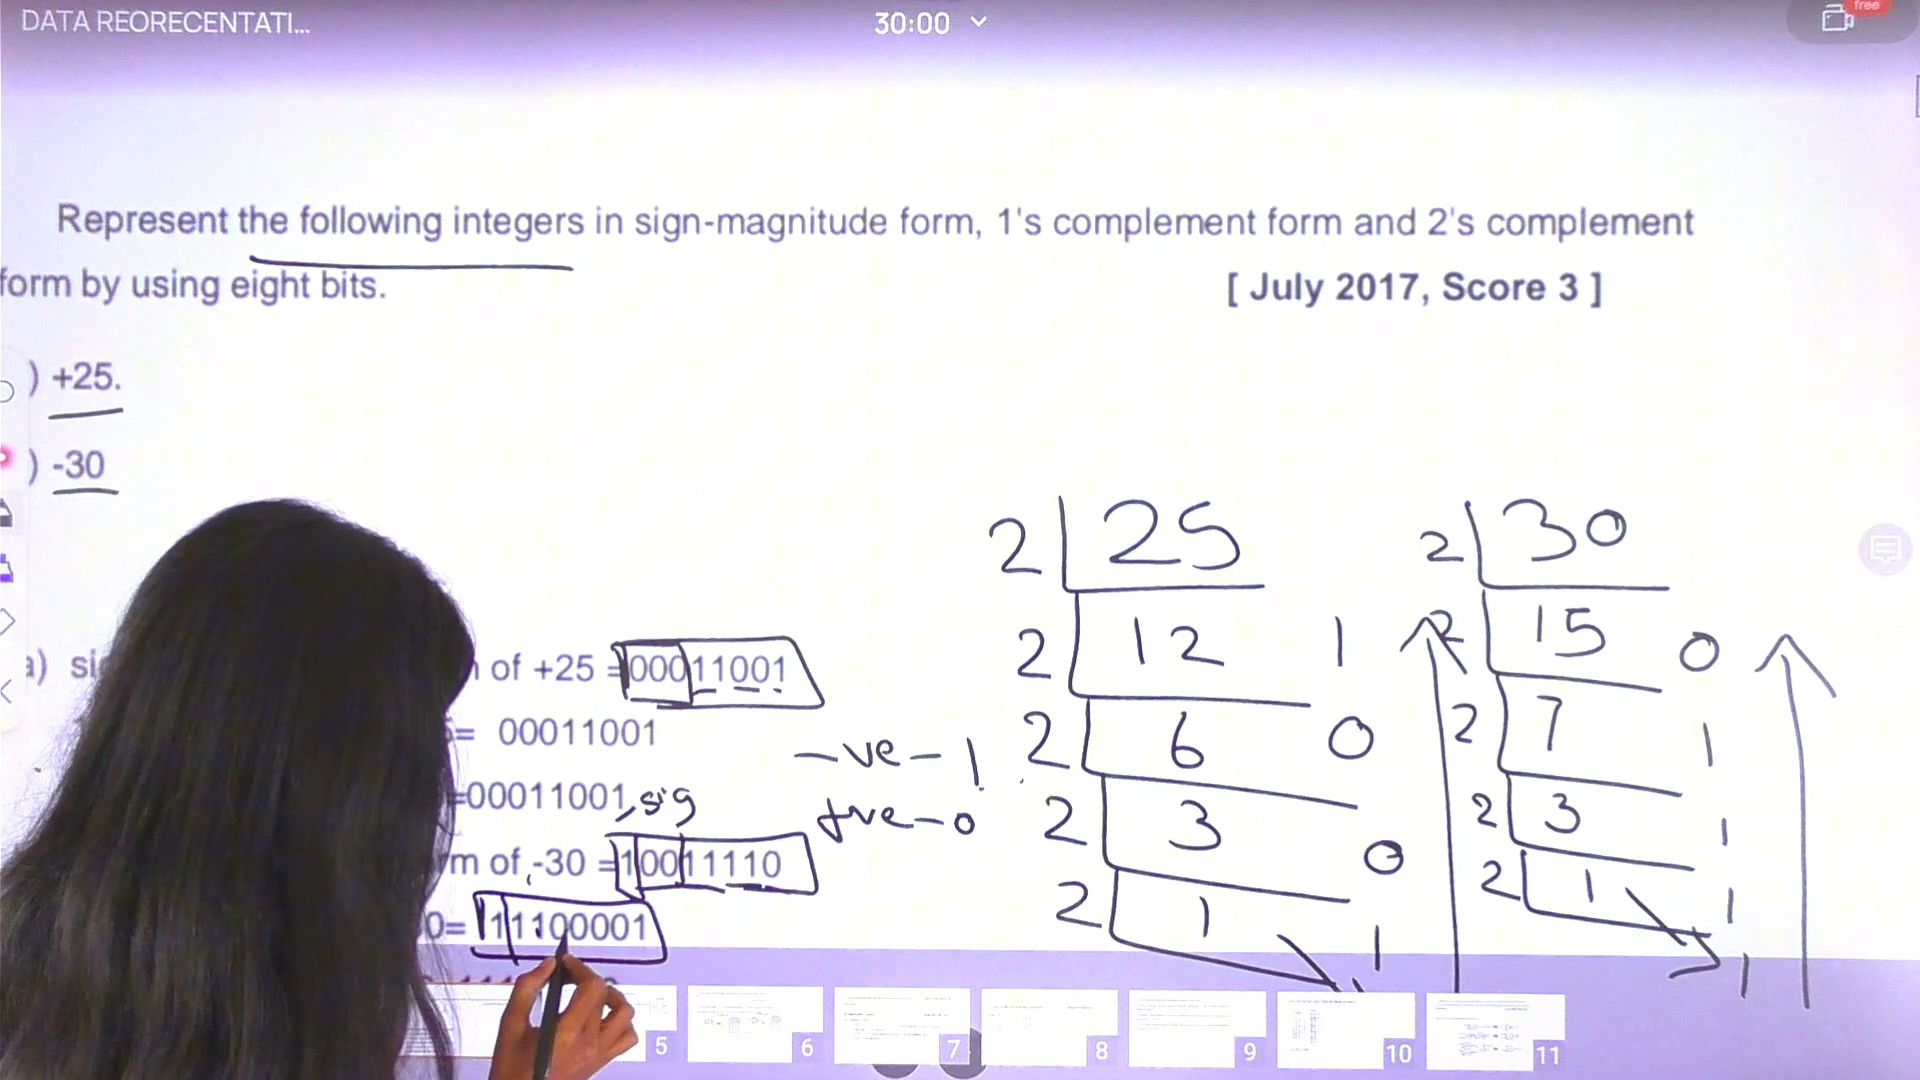 DATA REORECENTATI...
30:00
free
Represent the following integers in sign-magnitude form, 1's complement form and 2's complement
form by using eight bits.
[ July 2017, Score 3 ]
) +25.
) -30
of +25 =00011001
= 00011001
=00011001, sig
-ve - 1
+ve - 0
of -30 =10011110
0= 11100001
2 25
2 12 1
2 6 0
2 3 0
2 1 1
2 30
2 15 0
2 7 1
2 3 1
2 1 1
1
5
6
7
8
9
10
11